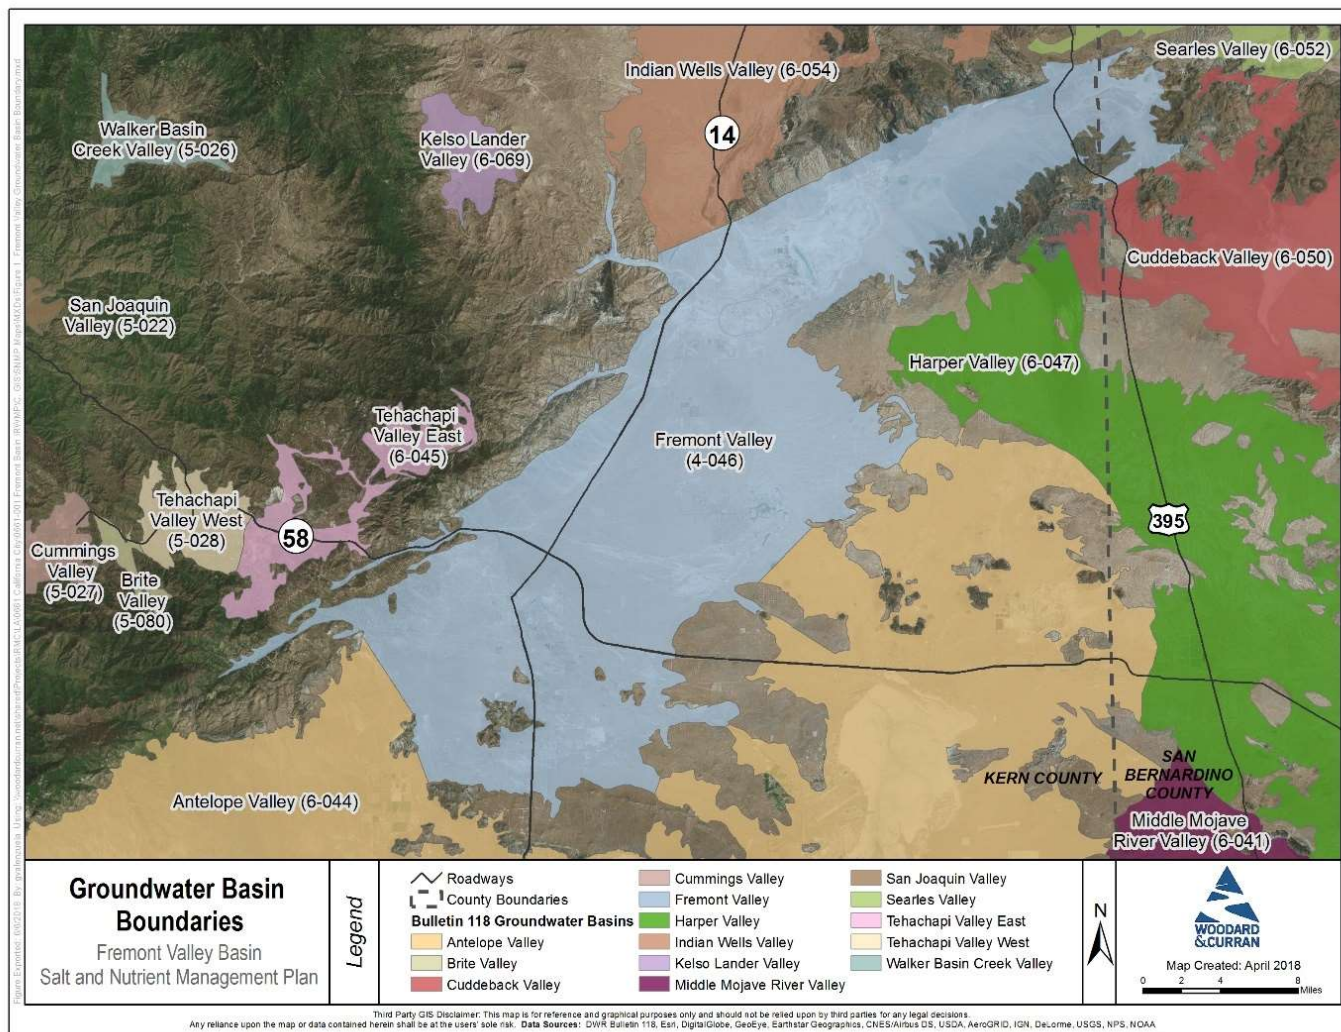 Searles Valley (6-052)
Indian Wells Valley (6-054)
Walker Basin
Creek Valley (5-026)
Kelso Lander
Valley (6-069)
14
Cuddeback Valley (6-050)
San Joaquin
Valley (5-022)
Harper Valley (6-047)
Tehachapi
Valley East
(6-045)
Fremont Valley
(4-046)
Tehachapi
Valley West
(5-028)
58
395
Cummings
Valley
(5-027)
Brite
Valley
(5-080)
KERN COUNTY
SAN
BERNARDINO
COUNTY
Antelope Valley (6-044)
Middle Mojave
River Valley (6-041)
Groundwater Basin
Boundaries
Fremont Valley Basin
Salt and Nutrient Management Plan
Legend
Roadways
County Boundaries
Bulletin 118 Groundwater Basins
Antelope Valley
Brite Valley
Cuddeback Valley
Cummings Valley
Fremont Valley
Harper Valley
Indian Wells Valley
Kelso Lander Valley
Middle Mojave River Valley
San Joaquin Valley
Searles Valley
Tehachapi Valley East
Tehachapi Valley West
Walker Basin Creek Valley
N
WOODARD
&CURRAN
Map Created: April 2018
0 2 4 8
Miles
Third Party GIS Disclaimer: This map is for reference and graphical purposes only and should not be relied upon by third parties for any legal decisions.
Any reliance upon the map or data contained herein shall be at the users' sole risk. Data Sources: DWR Bulletin 118, Esri, DigitalGlobe, GeoEye, Earthstar Geographics, CNES/Airbus DS, USDA, AeroGRID, IGN, DeLorme, USGS, NPS, NOAA